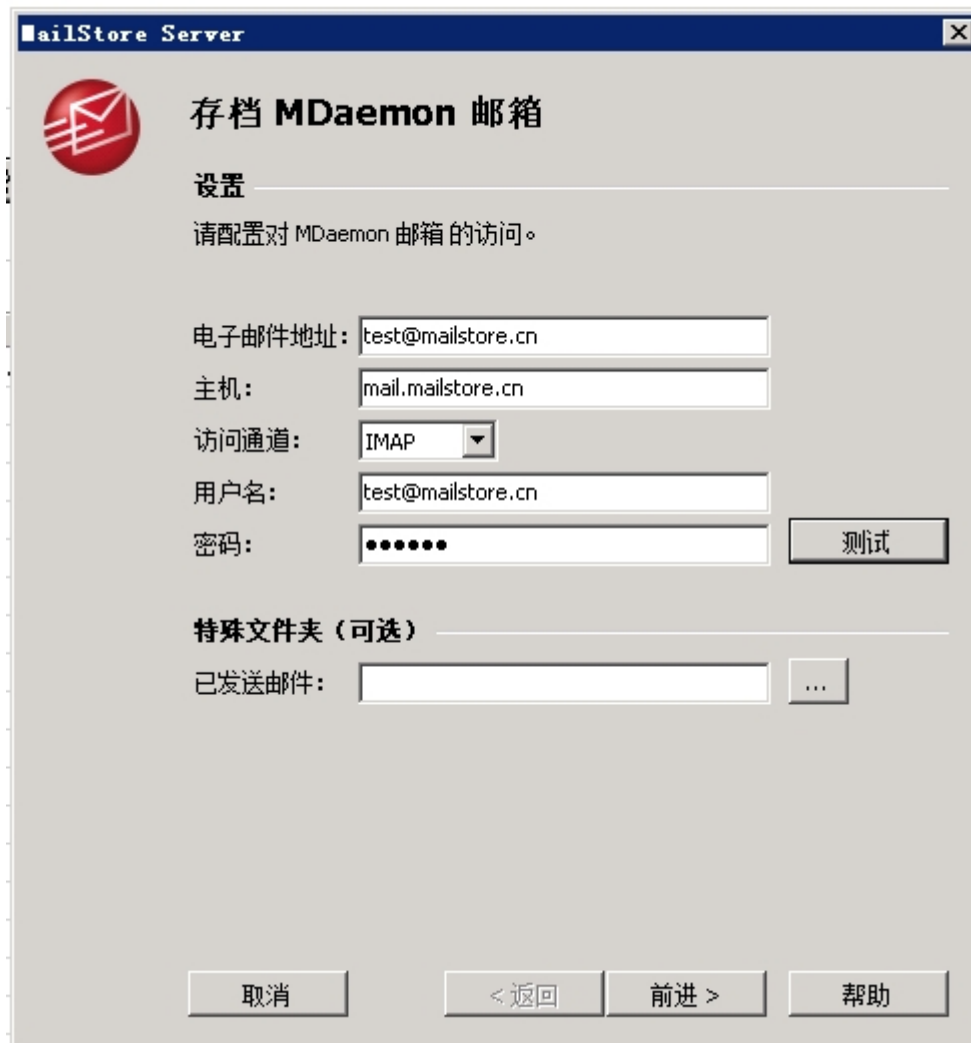 MailStore Server
存档 MDaemon 邮箱
设置
请配置对 MDaemon 邮箱 的访问。
电子邮件地址: test@mailstore.cn
主机: mail.mailstore.cn
访问通道: IMAP
用户名: test@mailstore.cn
密码: ●●●●●●
测试
特殊文件夹（可选）
已发送邮件:
...
取消
< 返回
前进 >
帮助